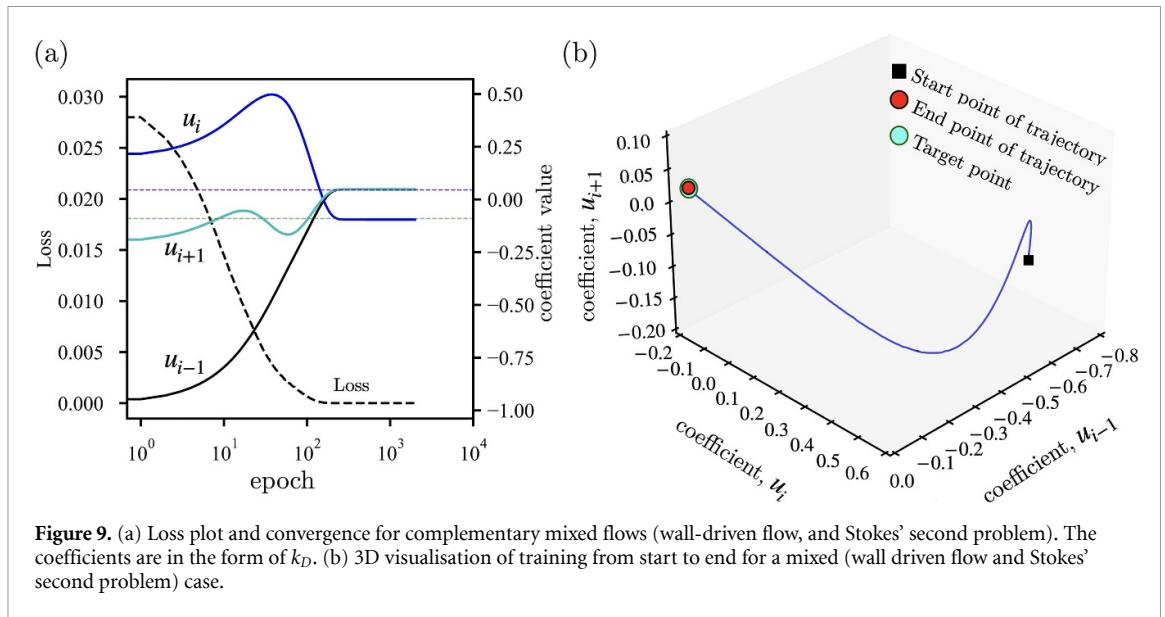 (a)
0.030
0.025
0.020
0.015
0.010
0.005
0.000
Loss
0.50
0.25
0.00
−0.25
−0.50
−0.75
−1.00
coefficient value
u_i
u_{i+1}
u_{i−1}
Loss
10^0
10^1
10^2
10^3
10^4
epoch
(b)
Start point of trajectory
End point of trajectory
Target point
0.10
0.05
0.0
−0.05
−0.10
−0.15
−0.20
coefficient, u_{i+1}
−0.2
−0.1
0.0
0.1
0.2
0.3
0.4
0.5
0.6
coefficient, u_i
0.0
−0.1
−0.2
−0.3
−0.4
−0.5
−0.6
−0.7
−0.8
coefficient, u_{i−1}
Figure 9. (a) Loss plot and convergence for complementary mixed flows (wall-driven flow, and Stokes’ second problem). The
coefficients are in the form of k_D. (b) 3D visualisation of training from start to end for a mixed (wall driven flow and Stokes’
second problem) case.